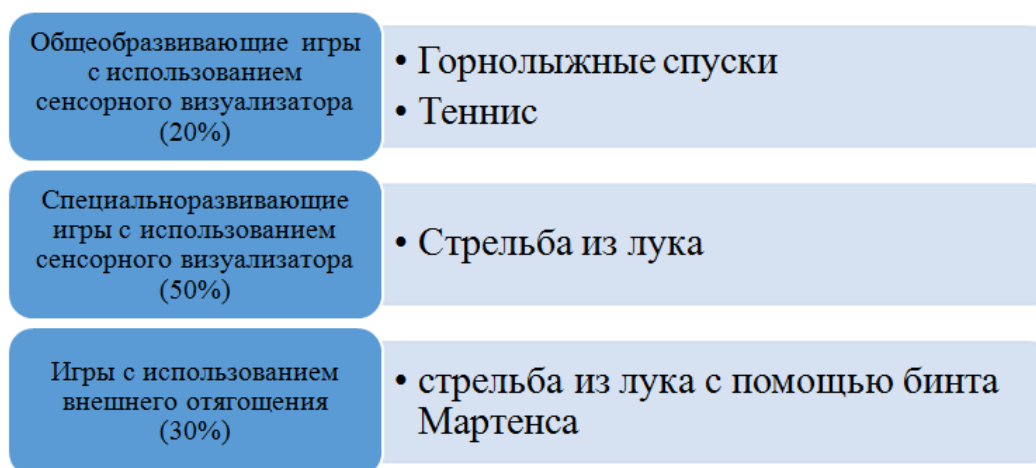 Общеобразвивающие игры
с использованием
сенсорного визуализатора
(20%)
• Горнолыжные спуски
• Теннис
Специальноразвивающие
игры с использованием
сенсорного визуализатора
(50%)
• Стрельба из лука
Игры с использованием
внешнего отягощения
(30%)
• стрельба из лука с помощью бинта
Мартенса